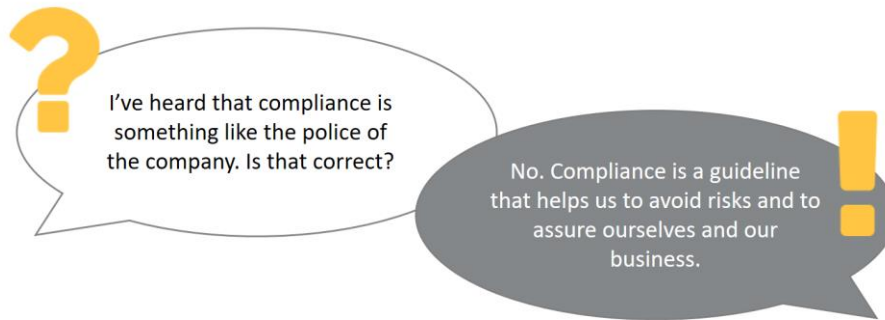 ?
I’ve heard that compliance is
something like the police of
the company. Is that correct?
!
No. Compliance is a guideline
that helps us to avoid risks and to
assure ourselves and our
business.